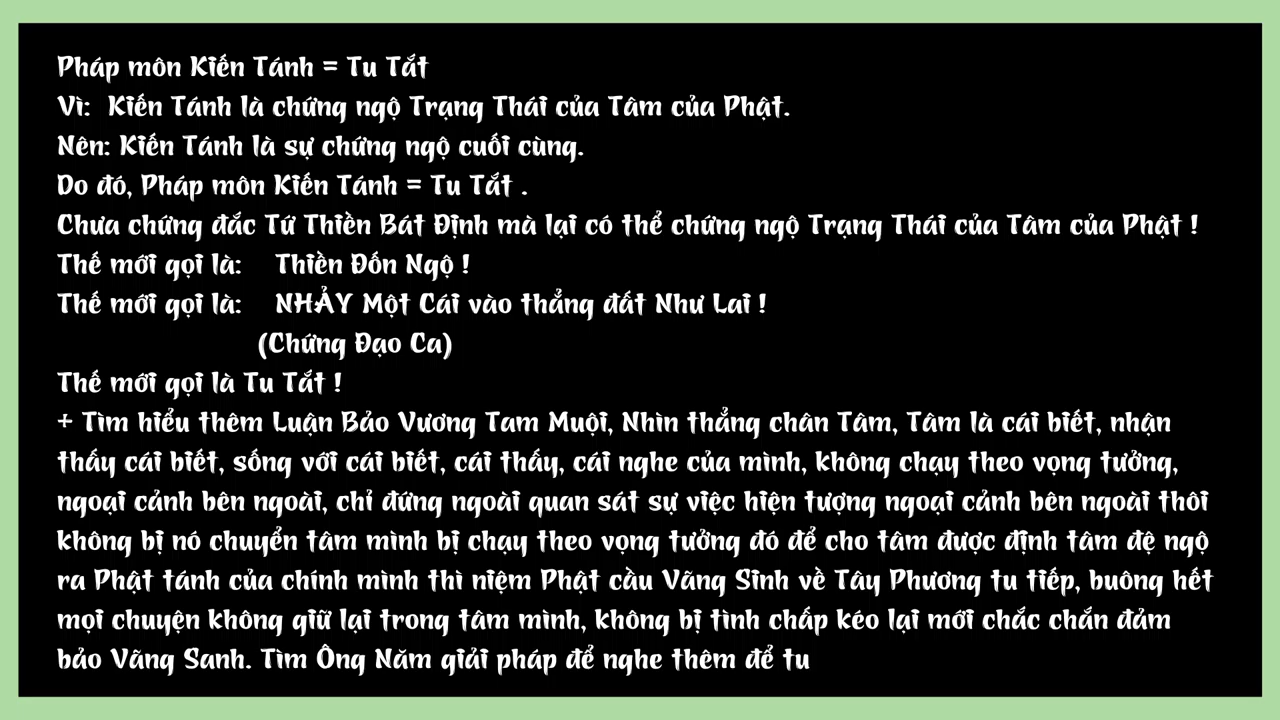 Pháp môn Kiến Tánh = Tu Tắt
Vì: Kiến Tánh là chứng ngộ Trạng Thái của Tâm của Phật.
Nên: Kiến Tánh là sự chứng ngộ cuối cùng.
Do đó, Pháp môn Kiến Tánh = Tu Tắt .
Chưa chứng đắc Tứ Thiền Bát Định mà lại có thể chứng ngộ Trạng Thái của Tâm của Phật !
Thế mới gọi là: Thiền Đốn Ngộ !
Thế mới gọi là: NHẢY Một Cái vào thẳng đất Như Lai !
(Chứng Đạo Ca)
Thế mới gọi là Tu Tắt !
+ Tìm hiểu thêm Luận Bảo Vương Tam Muội, Nhìn thẳng chân Tâm, Tâm là cái biết, nhận
thấy cái biết, sống với cái biết, cái thấy, cái nghe của mình, không chạy theo vọng tưởng,
ngoại cảnh bên ngoài, chỉ đứng ngoài quan sát sự việc hiện tượng ngoại cảnh bên ngoài thôi
không bị nó chuyển tâm mình bị chạy theo vọng tưởng đó để cho tâm được định tâm đệ ngộ
ra Phật tánh của chính mình thì niệm Phật cầu Vãng Sinh về Tây Phương tu tiếp, buông hết
mọi chuyện không giữ lại trong tâm mình, không bị tình chấp kéo lại mới chắc chắn đảm
bảo Vãng Sanh. Tìm Ông Năm giải pháp để nghe thêm để tu